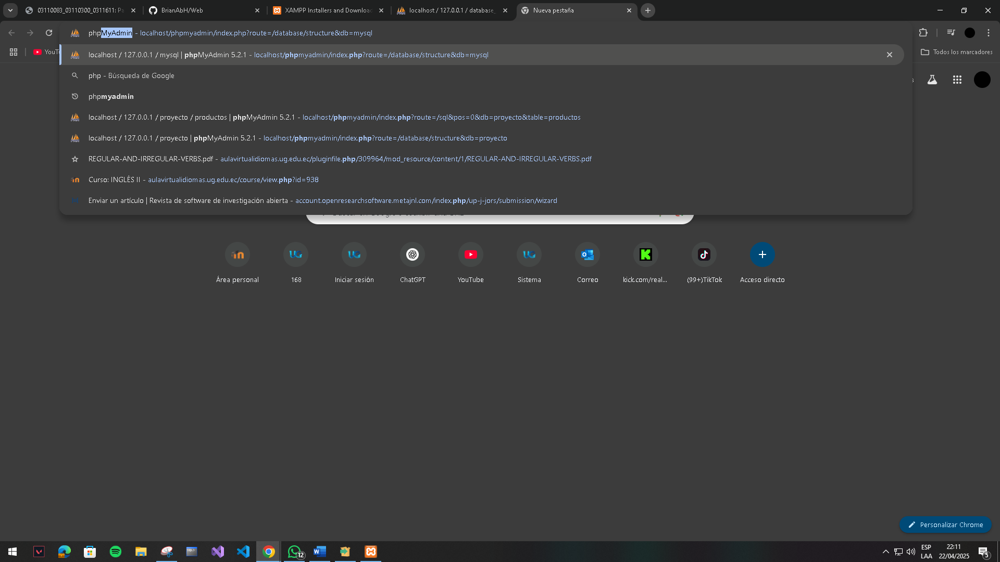 03110083_03110300_0311611: Pa
BrianAbH/Web
XAMPP Installers and Downloa
localhost / 127.0.0.1 / database_
Nueva pestaña
phpMyAdmin - localhost/phpmyadmin/index.php?route=/database/structure&db=mysql
YouTu
localhost / 127.0.0.1 / mysql | phpMyAdmin 5.2.1 - localhost/phpmyadmin/index.php?route=/database/structure&db=mysql
Todos los marcadores
php - Búsqueda de Google
s
phpmyadmin
localhost / 127.0.0.1 / proyecto / productos | phpMyAdmin 5.2.1 - localhost/phpmyadmin/index.php?route=/sql&pos=0&db=proyecto&table=productos
localhost / 127.0.0.1 / proyecto | phpMyAdmin 5.2.1 - localhost/phpmyadmin/index.php?route=/database/structure&db=proyecto
REGULAR-AND-IRREGULAR-VERBS.pdf - aulavirtualidiomas.ug.edu.ec/pluginfile.php/309964/mod_resource/content/1/REGULAR-AND-IRREGULAR-VERBS.pdf
Curso: INGLÉS II - aulavirtualidiomas.ug.edu.ec/course/view.php?id=938
Enviar un artículo | Revista de software de investigación abierta - account.openresearchsoftware.metajnl.com/index.php/up-j-jors/submission/wizard
Área personal
168
Iniciar sesión
ChatGPT
YouTube
Sistema
Correo
kick.com/real...
(99+)TikTok
Acceso directo
Personalizar Chrome
12
ESP
LAA
22:11
22/04/2025
5